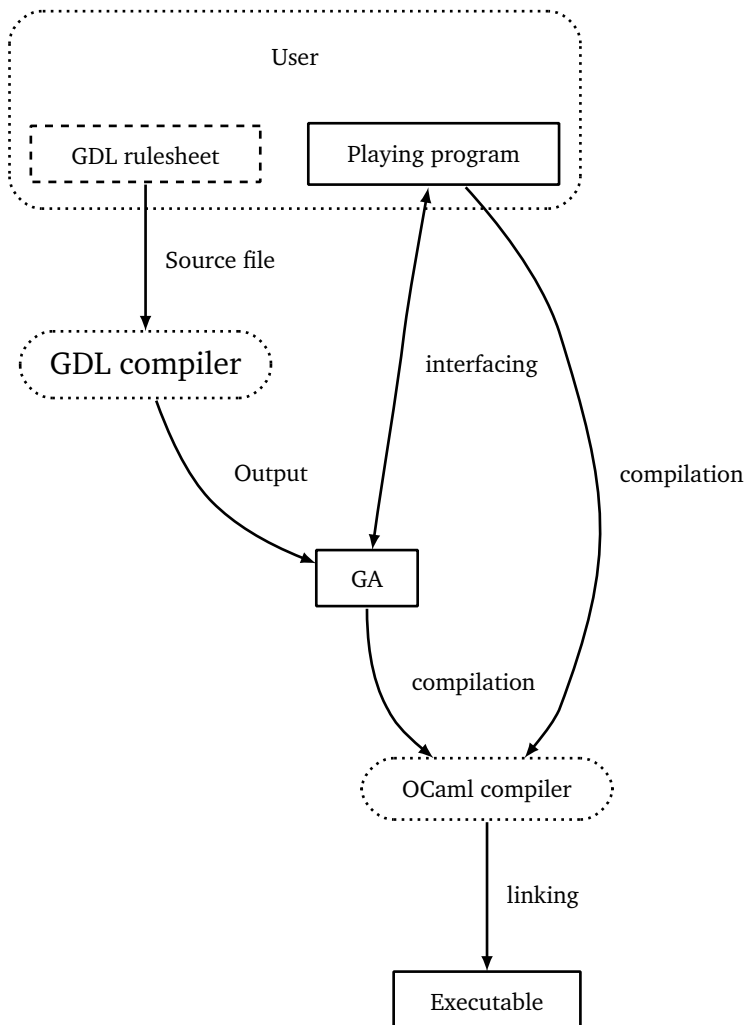 User
GDL rulesheet
Playing program
Source file
GDL compiler
interfacing
Output
compilation
GA
compilation
OCaml compiler
linking
Executable